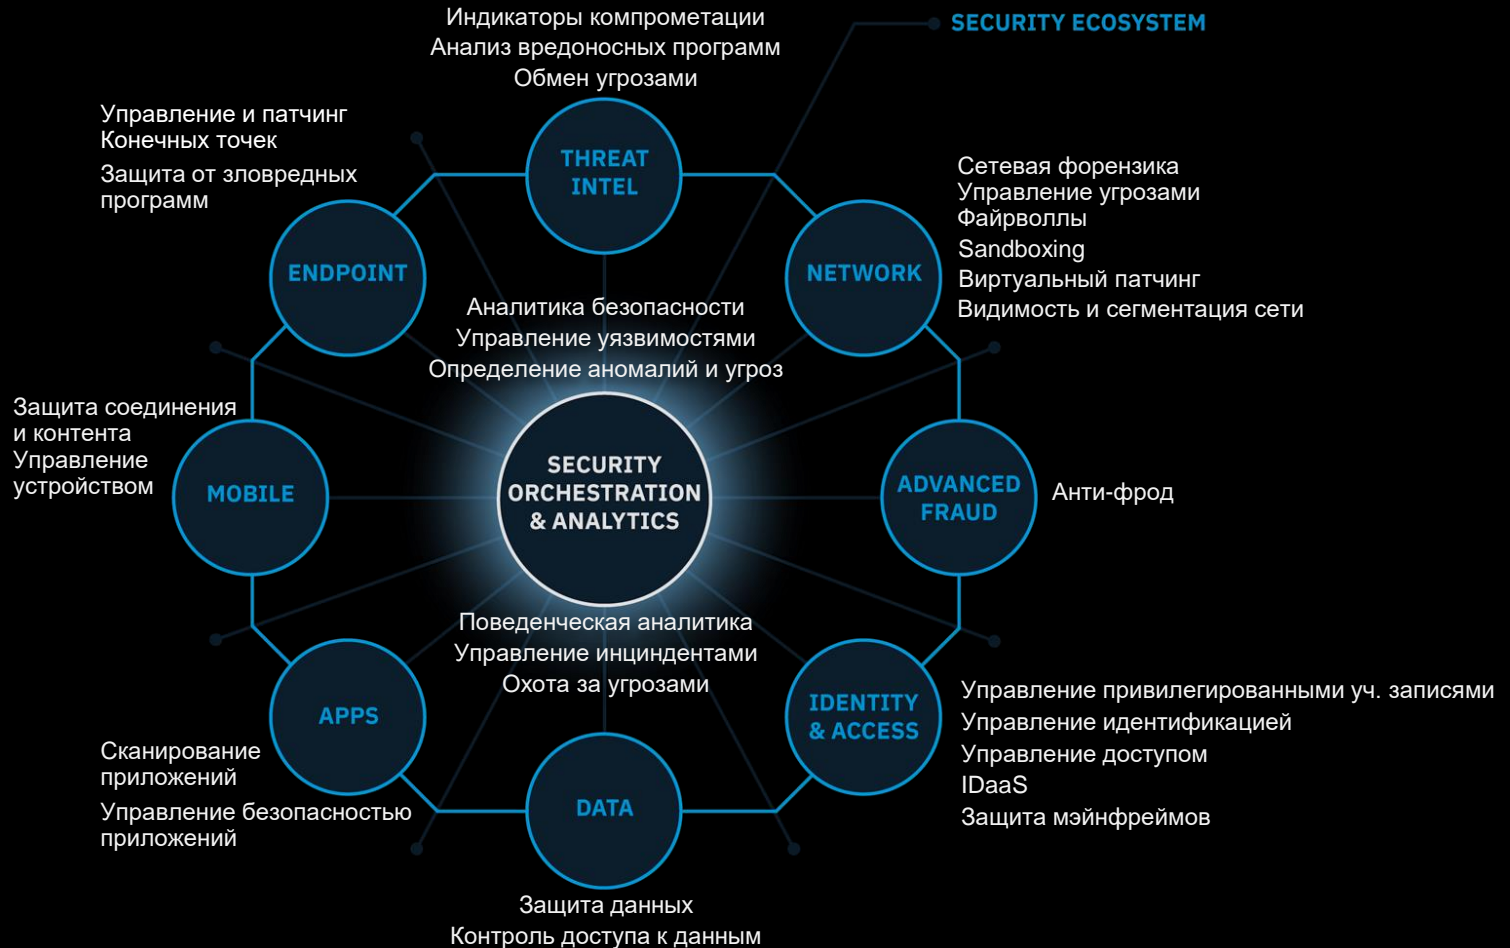 Индикаторы компрометации
Анализ вредоносных программ
Обмен угрозами
SECURITY ECOSYSTEM
Управление и патчинг
Конечных точек
Защита от зловредных
программ
THREAT
INTEL
Сетевая форензика
Управление угрозами
Файрволлы
Sandboxing
Виртуальный патчинг
Видимость и сегментация сети
ENDPOINT
NETWORK
Аналитика безопасности
Управление уязвимостями
Определение аномалий и угроз
Защита соединения
и контента
Управление
устройством
MOBILE
SECURITY
ORCHESTRATION
& ANALYTICS
ADVANCED
FRAUD
Анти-фрод
Поведенческая аналитика
Управление инциндентами
Охота за угрозами
APPS
IDENTITY
& ACCESS
Управление привилегированными уч. записями
Управление идентификацией
Управление доступом
IDaaS
Защита мэйнфреймов
Сканирование
приложений
Управление безопасностью
приложений
DATA
Защита данных
Контроль доступа к данным